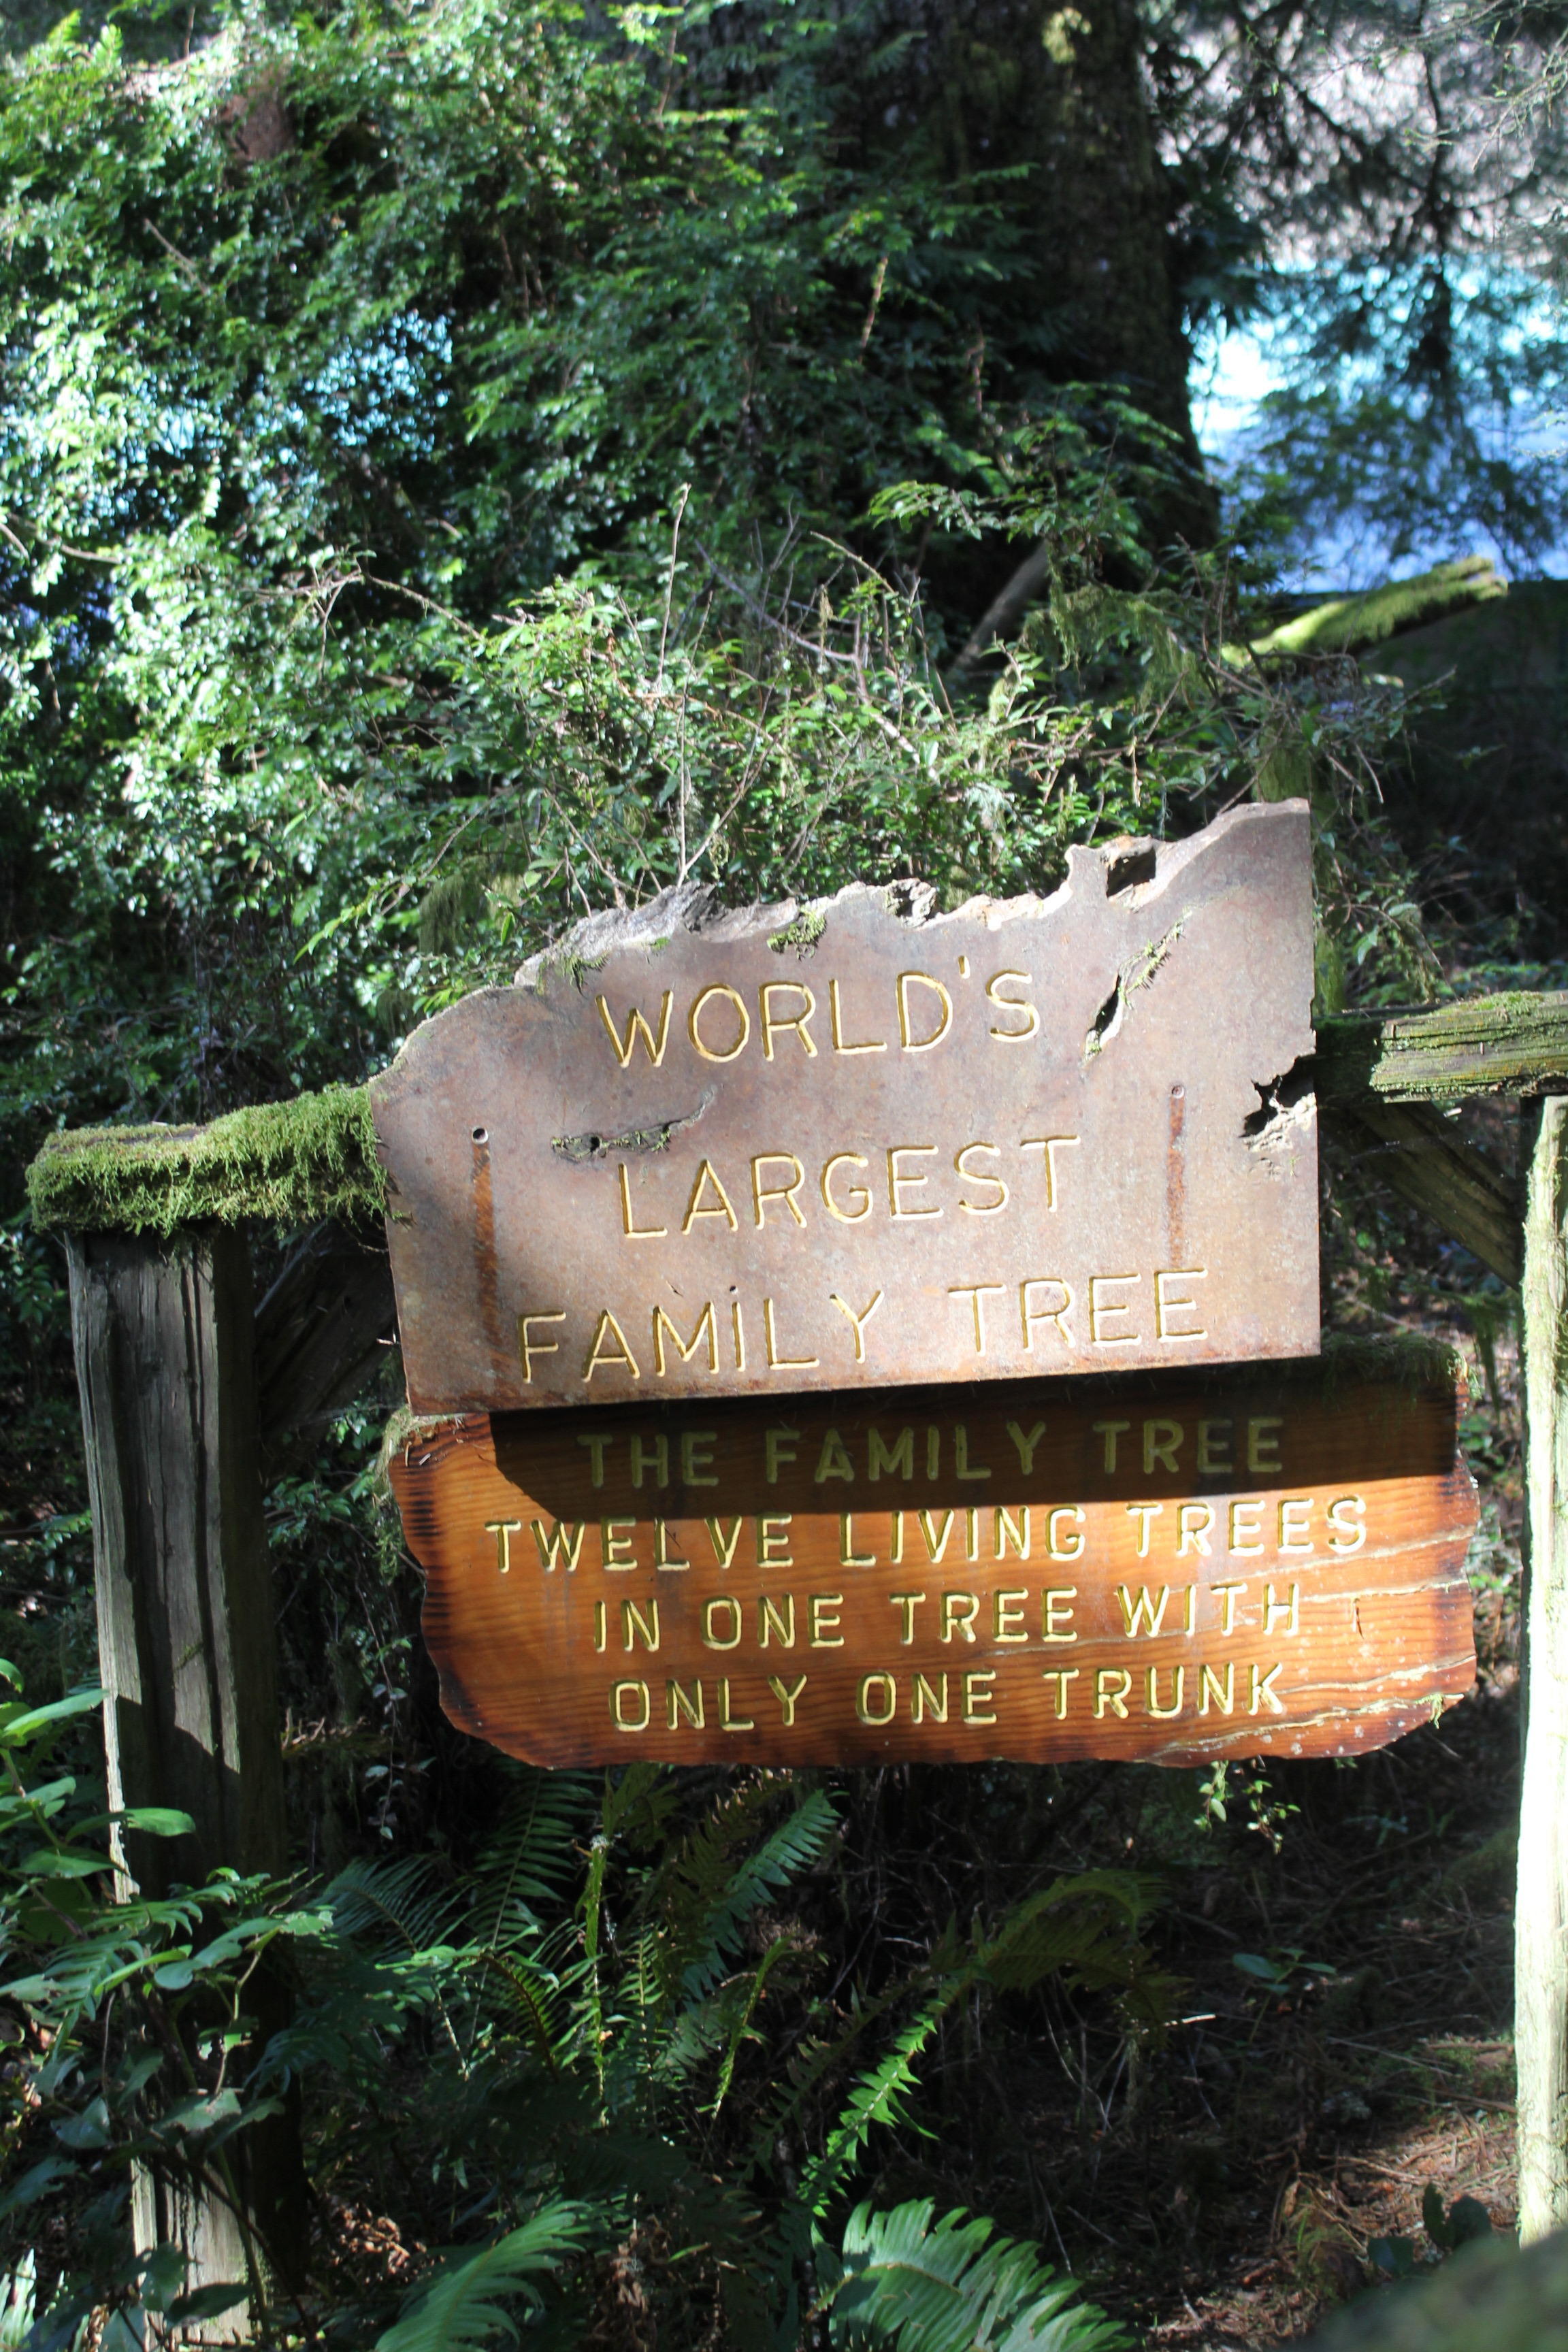 WORLD'S
LARGEST
FAMiLY TREE
THE FAMILY TREE
TWELVE LIVING TREES
IN ONE TREE WITH
ONLY ONE TRUNK